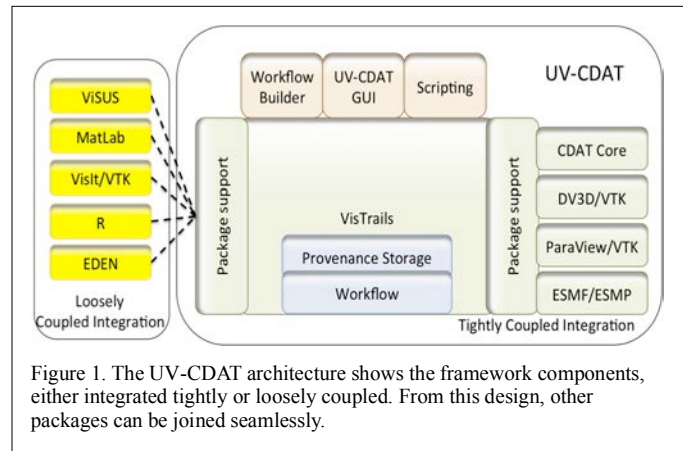 ViSUS
MatLab
VisIt/VTK
R
EDEN
Loosely
Coupled Integration
Workflow
Builder
UV-CDAT
GUI
Scripting
UV-CDAT
Package support
VisTrails
Provenance Storage
Workflow
Package support
CDAT Core
DV3D/VTK
ParaView/VTK
ESMF/ESMP
Tightly Coupled Integration
Figure 1. The UV-CDAT architecture shows the framework components,
either integrated tightly or loosely coupled. From this design, other
packages can be joined seamlessly.